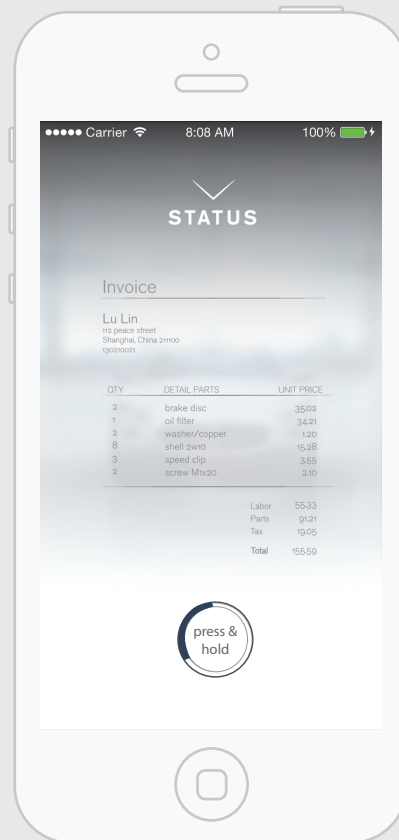 Carrier 8:08 AM 100%
STATUS
Invoice
Lu Lin
112 peace street
Shanghai, China 21100
130210021
QTY DETAIL PARTS UNIT PRICE
2 brake disc 35.02
1 oil filter 34.21
2 washer/copper 1.20
8 shell 2w10 15.28
3 speed clip 3.55
2 screw M1x20 2.10
Labor 55.33
Parts 91.21
Tax 19.05
Total 155.59
press &
hold